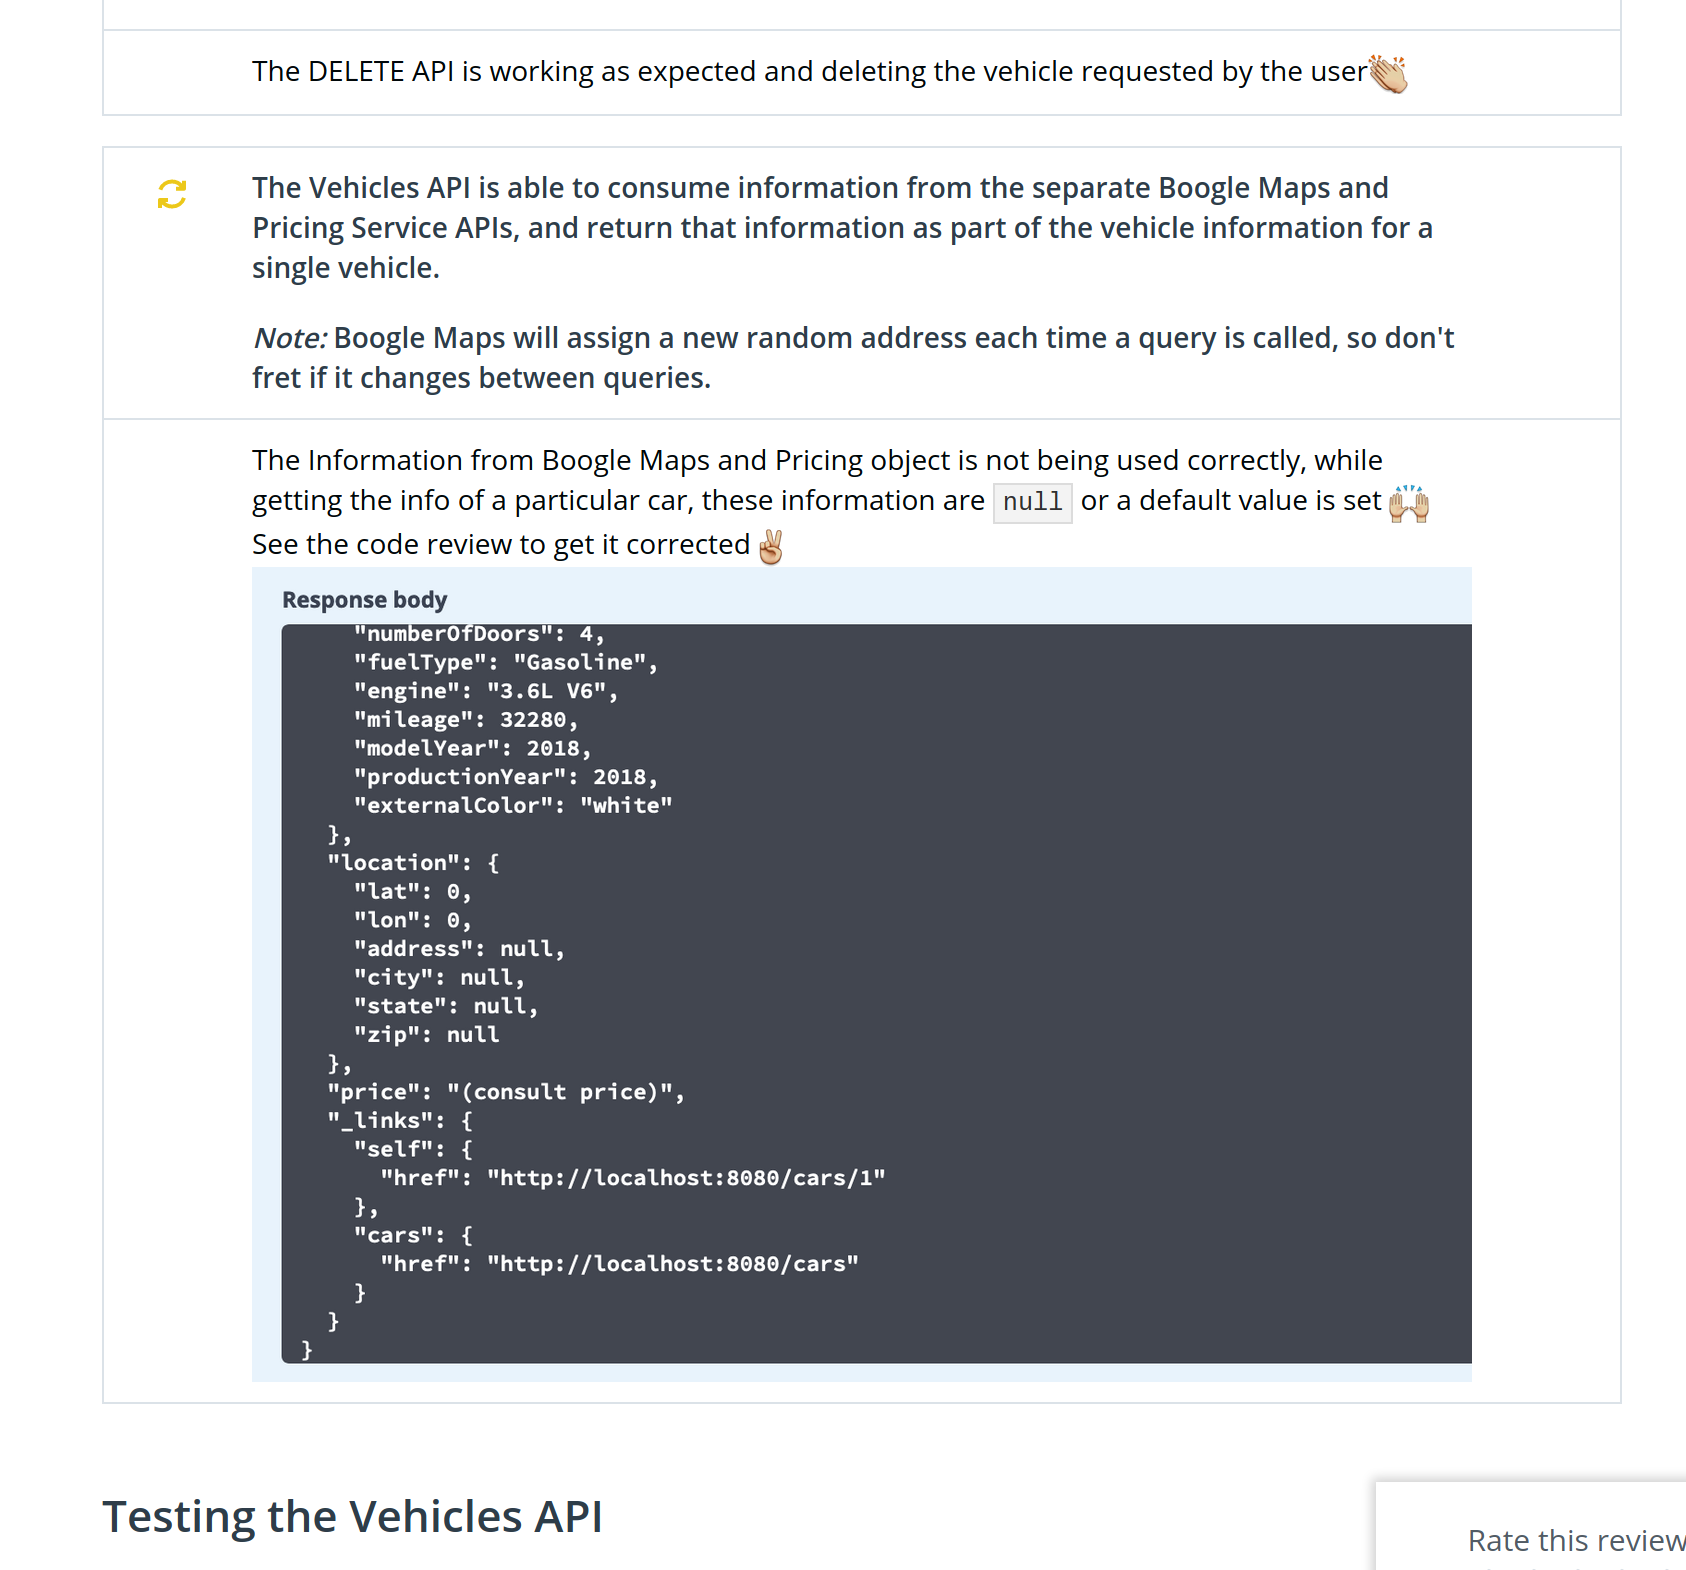 The DELETE API is working as expected and deleting the vehicle requested by the user👏
The Vehicles API is able to consume information from the separate Boogle Maps and
Pricing Service APIs, and return that information as part of the vehicle information for a
single vehicle.
Note: Boogle Maps will assign a new random address each time a query is called, so don't
fret if it changes between queries.
The Information from Boogle Maps and Pricing object is not being used correctly, while
getting the info of a particular car, these information are null or a default value is set 🙌
See the code review to get it corrected ✌
Response body
"numberOfDoors": 4,
"fuelType": "Gasoline",
"engine": "3.6L V6",
"mileage": 32280,
"modelYear": 2018,
"productionYear": 2018,
"externalColor": "white"
},
"location": {
"lat": 0,
"lon": 0,
"address": null,
"city": null,
"state": null,
"zip": null
},
"price": "(consult price)",
"_links": {
"self": {
"href": "http://localhost:8080/cars/1"
},
"cars": {
"href": "http://localhost:8080/cars"
}
}
}
Testing the Vehicles API
Rate this review